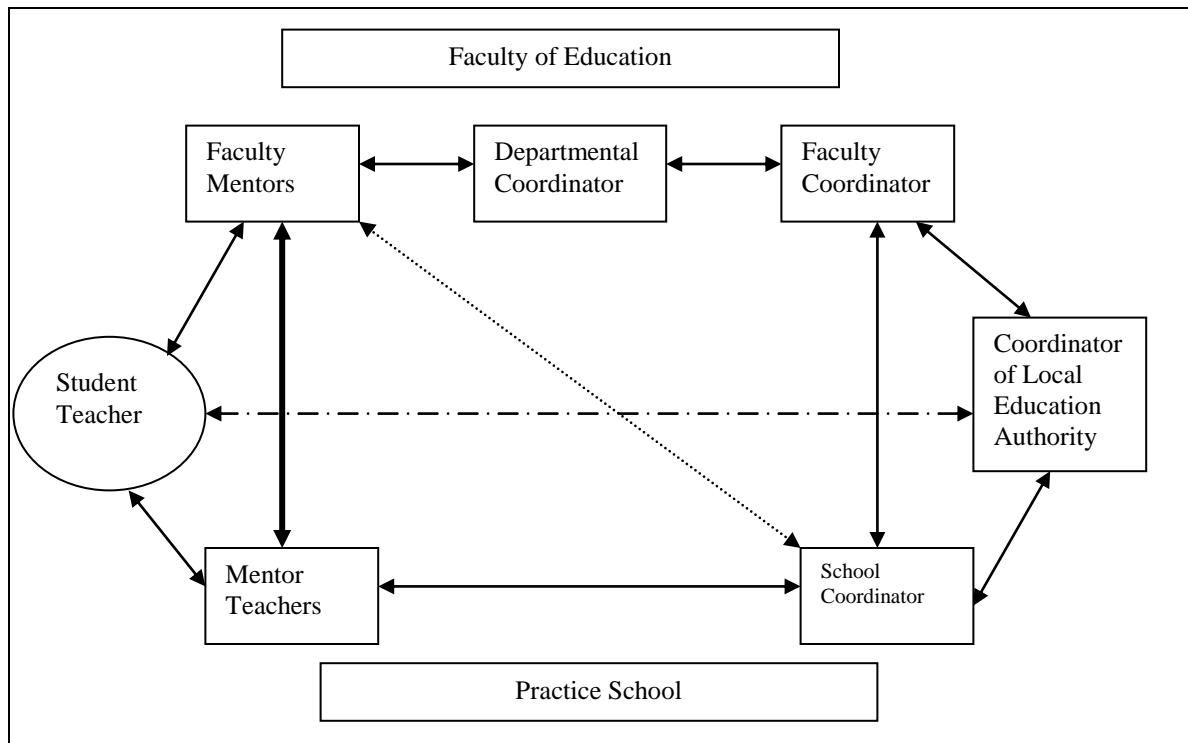 Faculty of Education
Faculty
Mentors
Departmental
Coordinator
Faculty
Coordinator
Student
Teacher
Coordinator
of Local
Education
Authority
Mentor
Teachers
School
Coordinator
Practice School